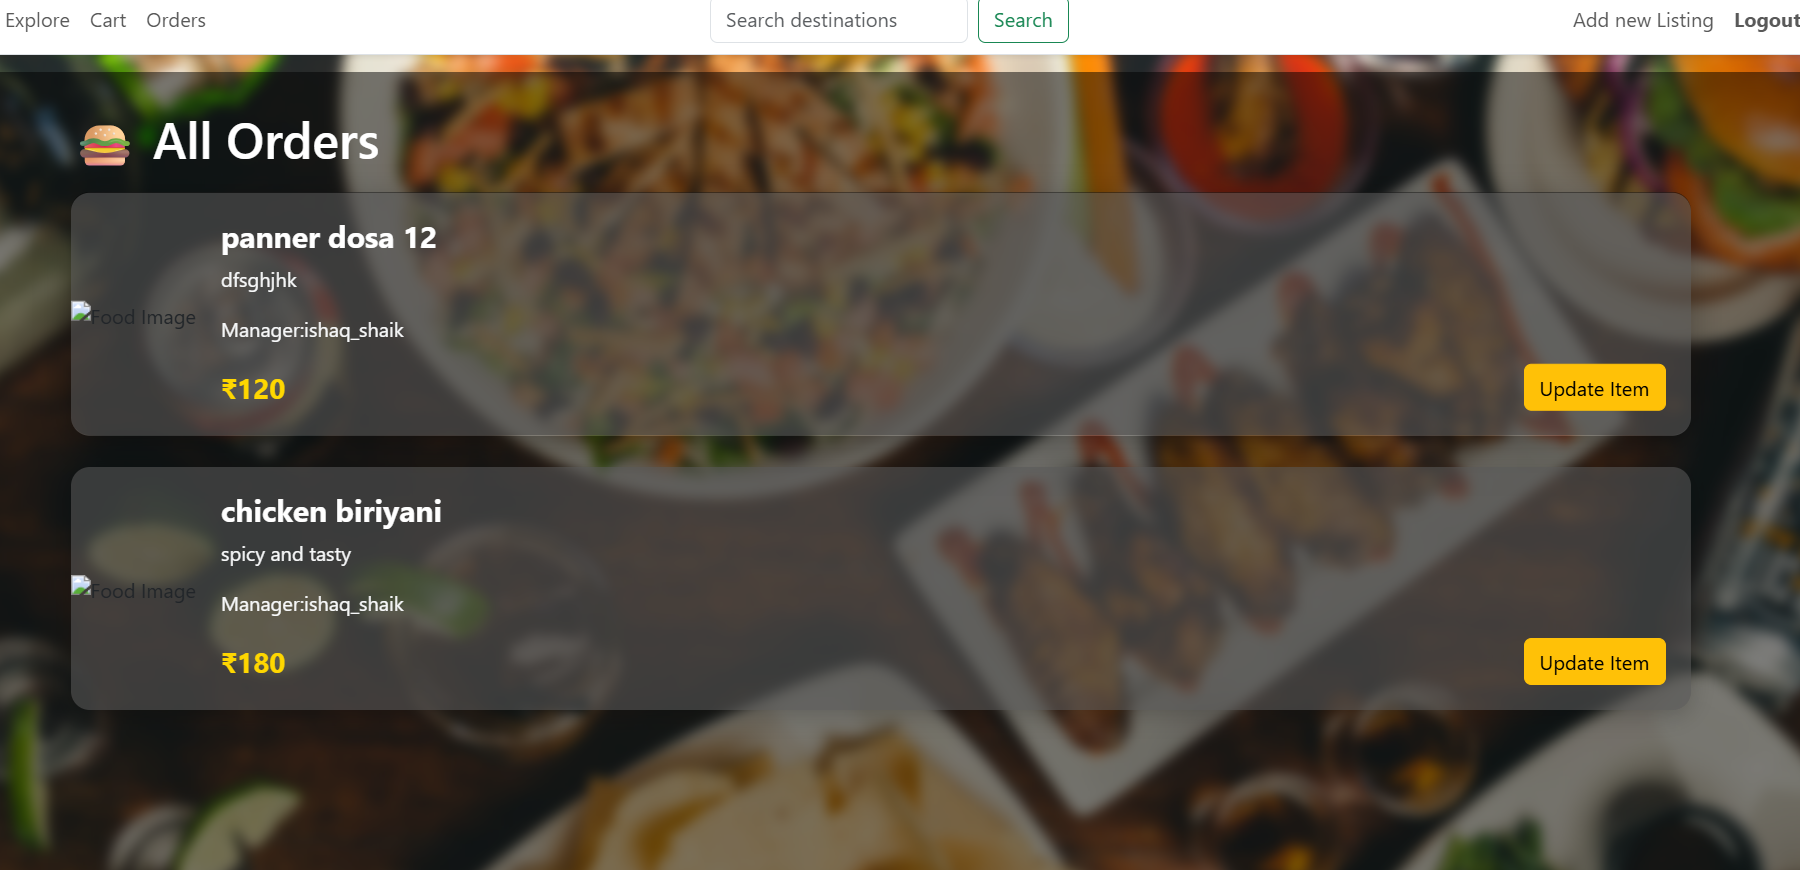 Explore Cart Orders Search destinations Search Add new Listing Logout
All Orders
panner dosa 12
dfsghjhk
Food Image
Manager:ishaq_shaik
₹120
Update Item
chicken biriyani
spicy and tasty
Food Image
Manager:ishaq_shaik
₹180
Update Item